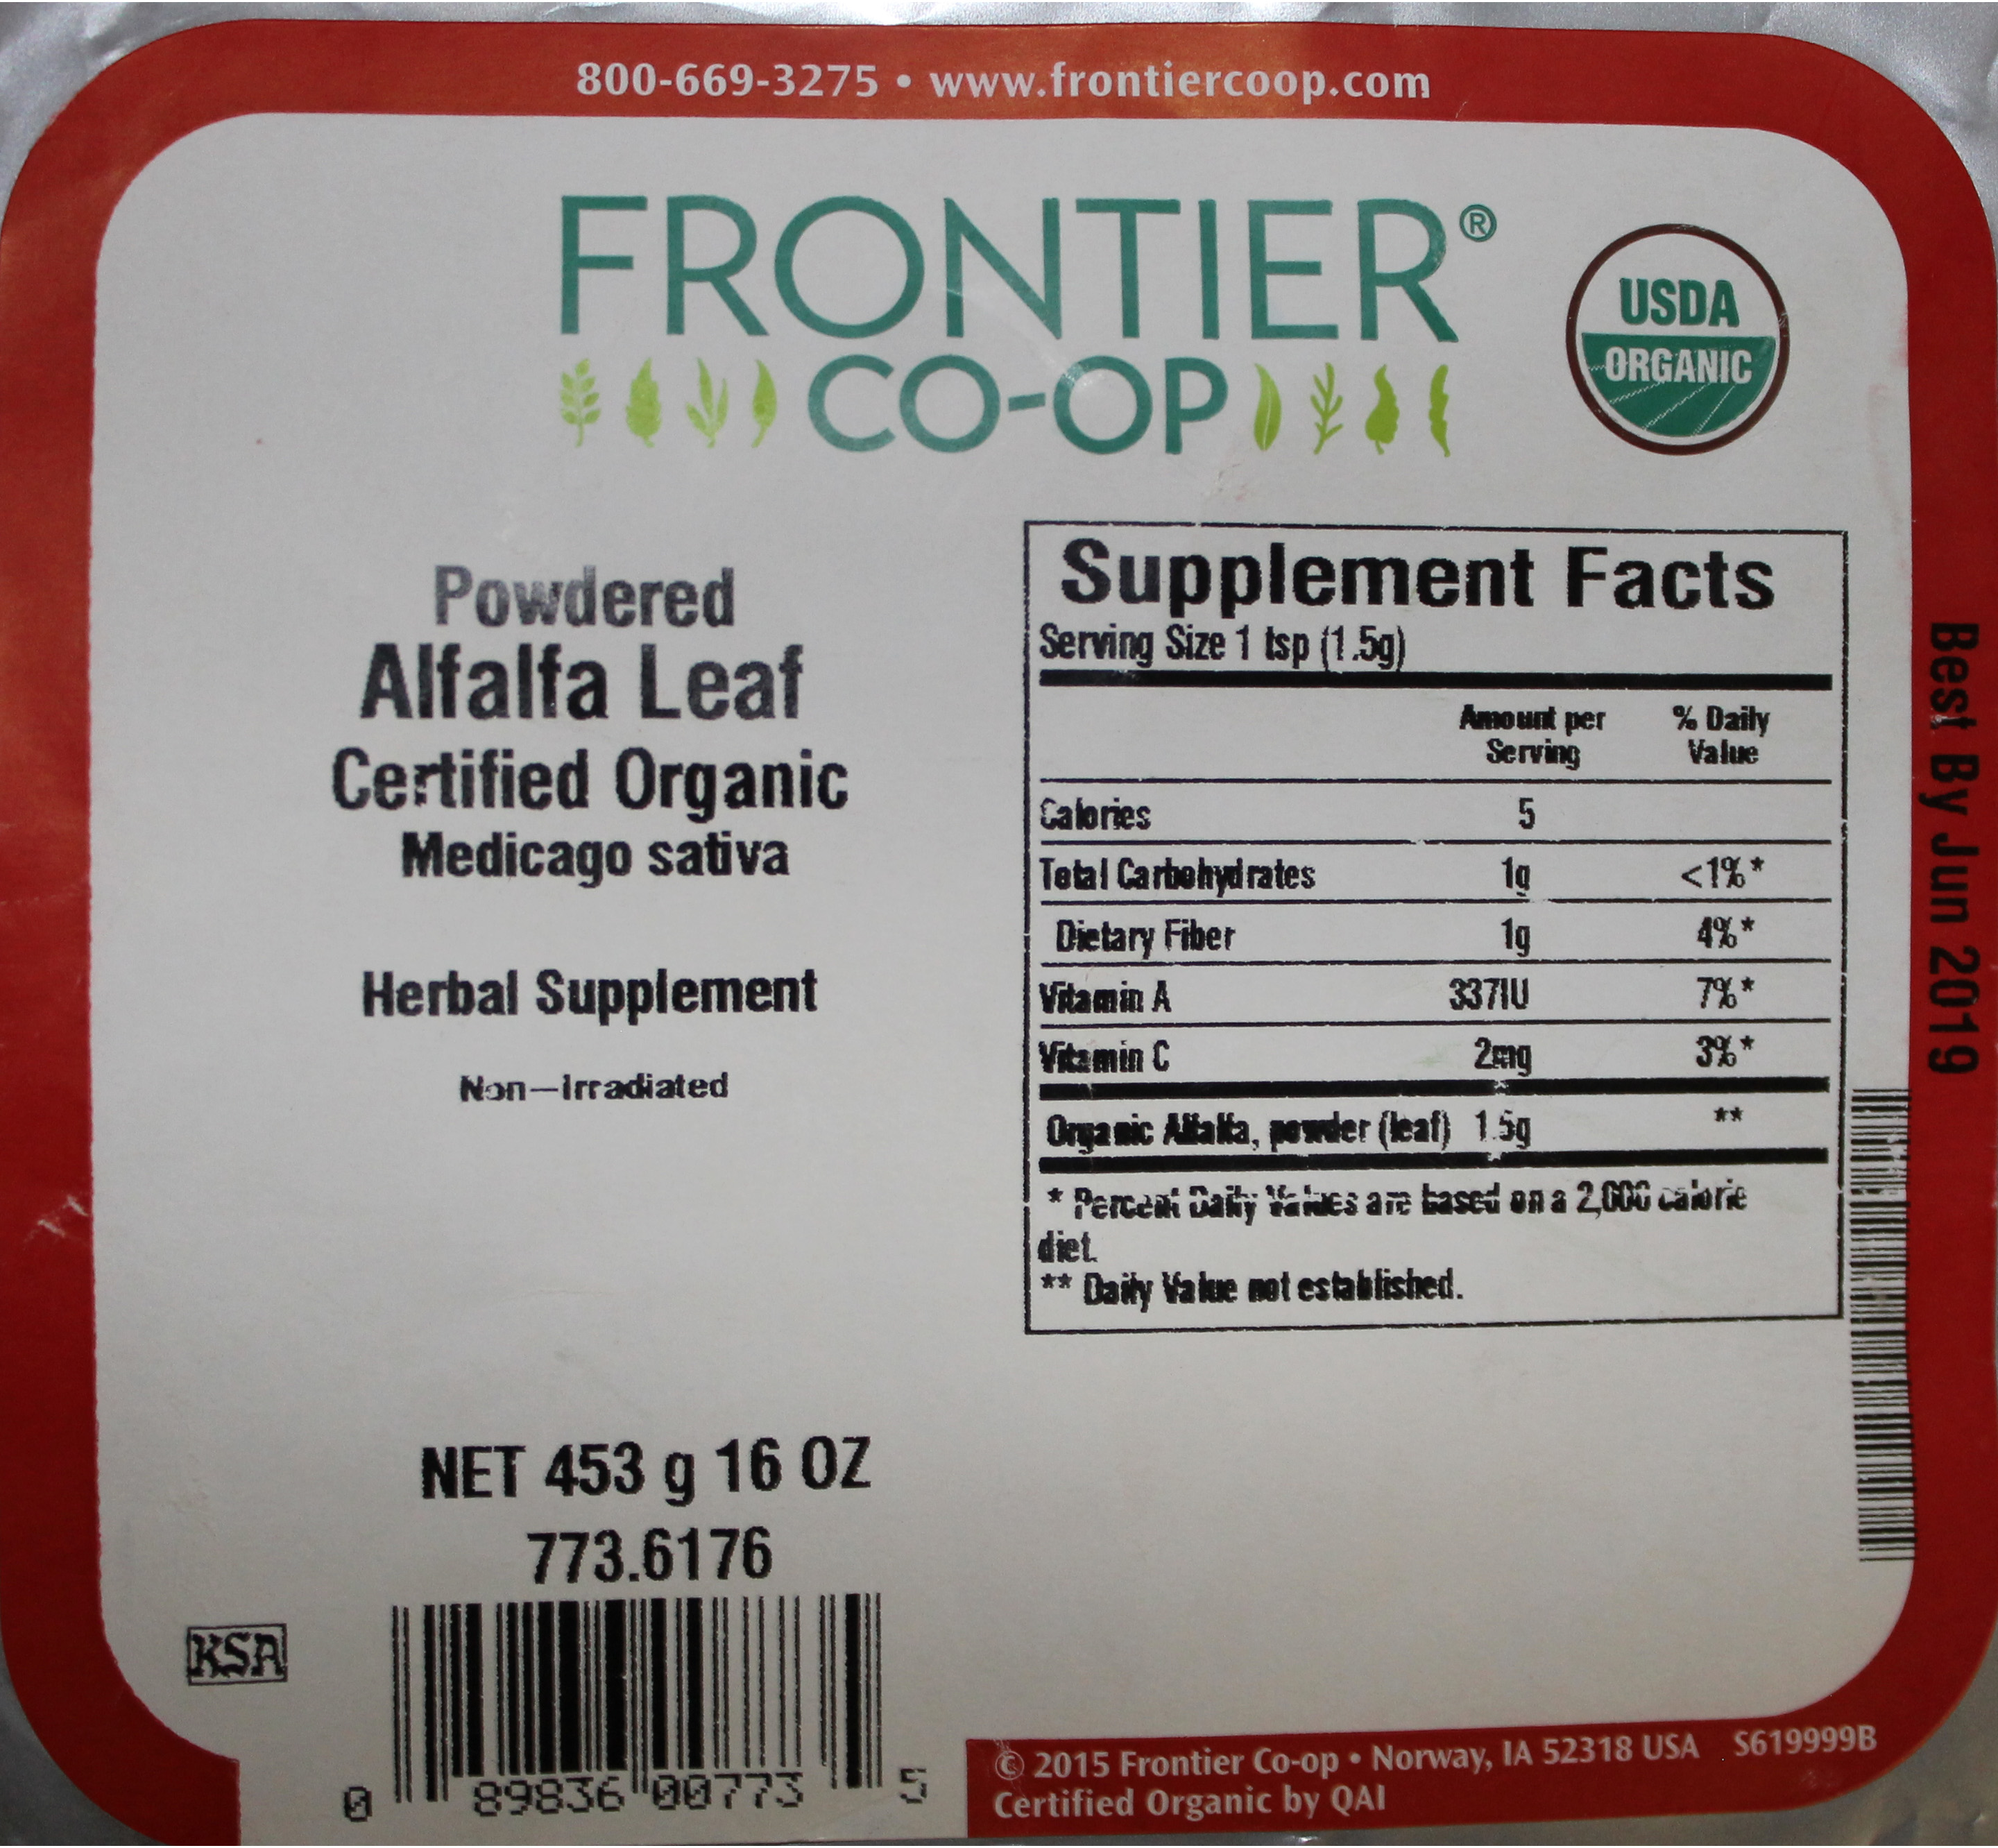 800-669-3275 • www.frontiercoop.com
FRONTIER®
CO-OP
USDA
ORGANIC
Powdered
Alfalfa Leaf
Certified Organic
Medicago sativa
Herbal Supplement
Non-Irradiated
Supplement Facts
Serving Size 1 tsp (1.5g)
Amount per Serving % Daily Value
Calories 5
Total Carbohydrates 1g <1%*
Dietary Fiber 1g 4%*
Vitamin A 337IU 7%*
Vitamin C 2mg 3%*
Organic Alfalfa, powder (leaf) 1.5g **
* Percent Daily Values are based on a 2,000 calorie
diet.
** Daily Value not established.
Best By Jun 2019
NET 453 g 16 OZ
773.6176
KSA
0 89836 00773 5
© 2015 Frontier Co-op • Norway, IA 52318 USA S619999B
Certified Organic by QAI